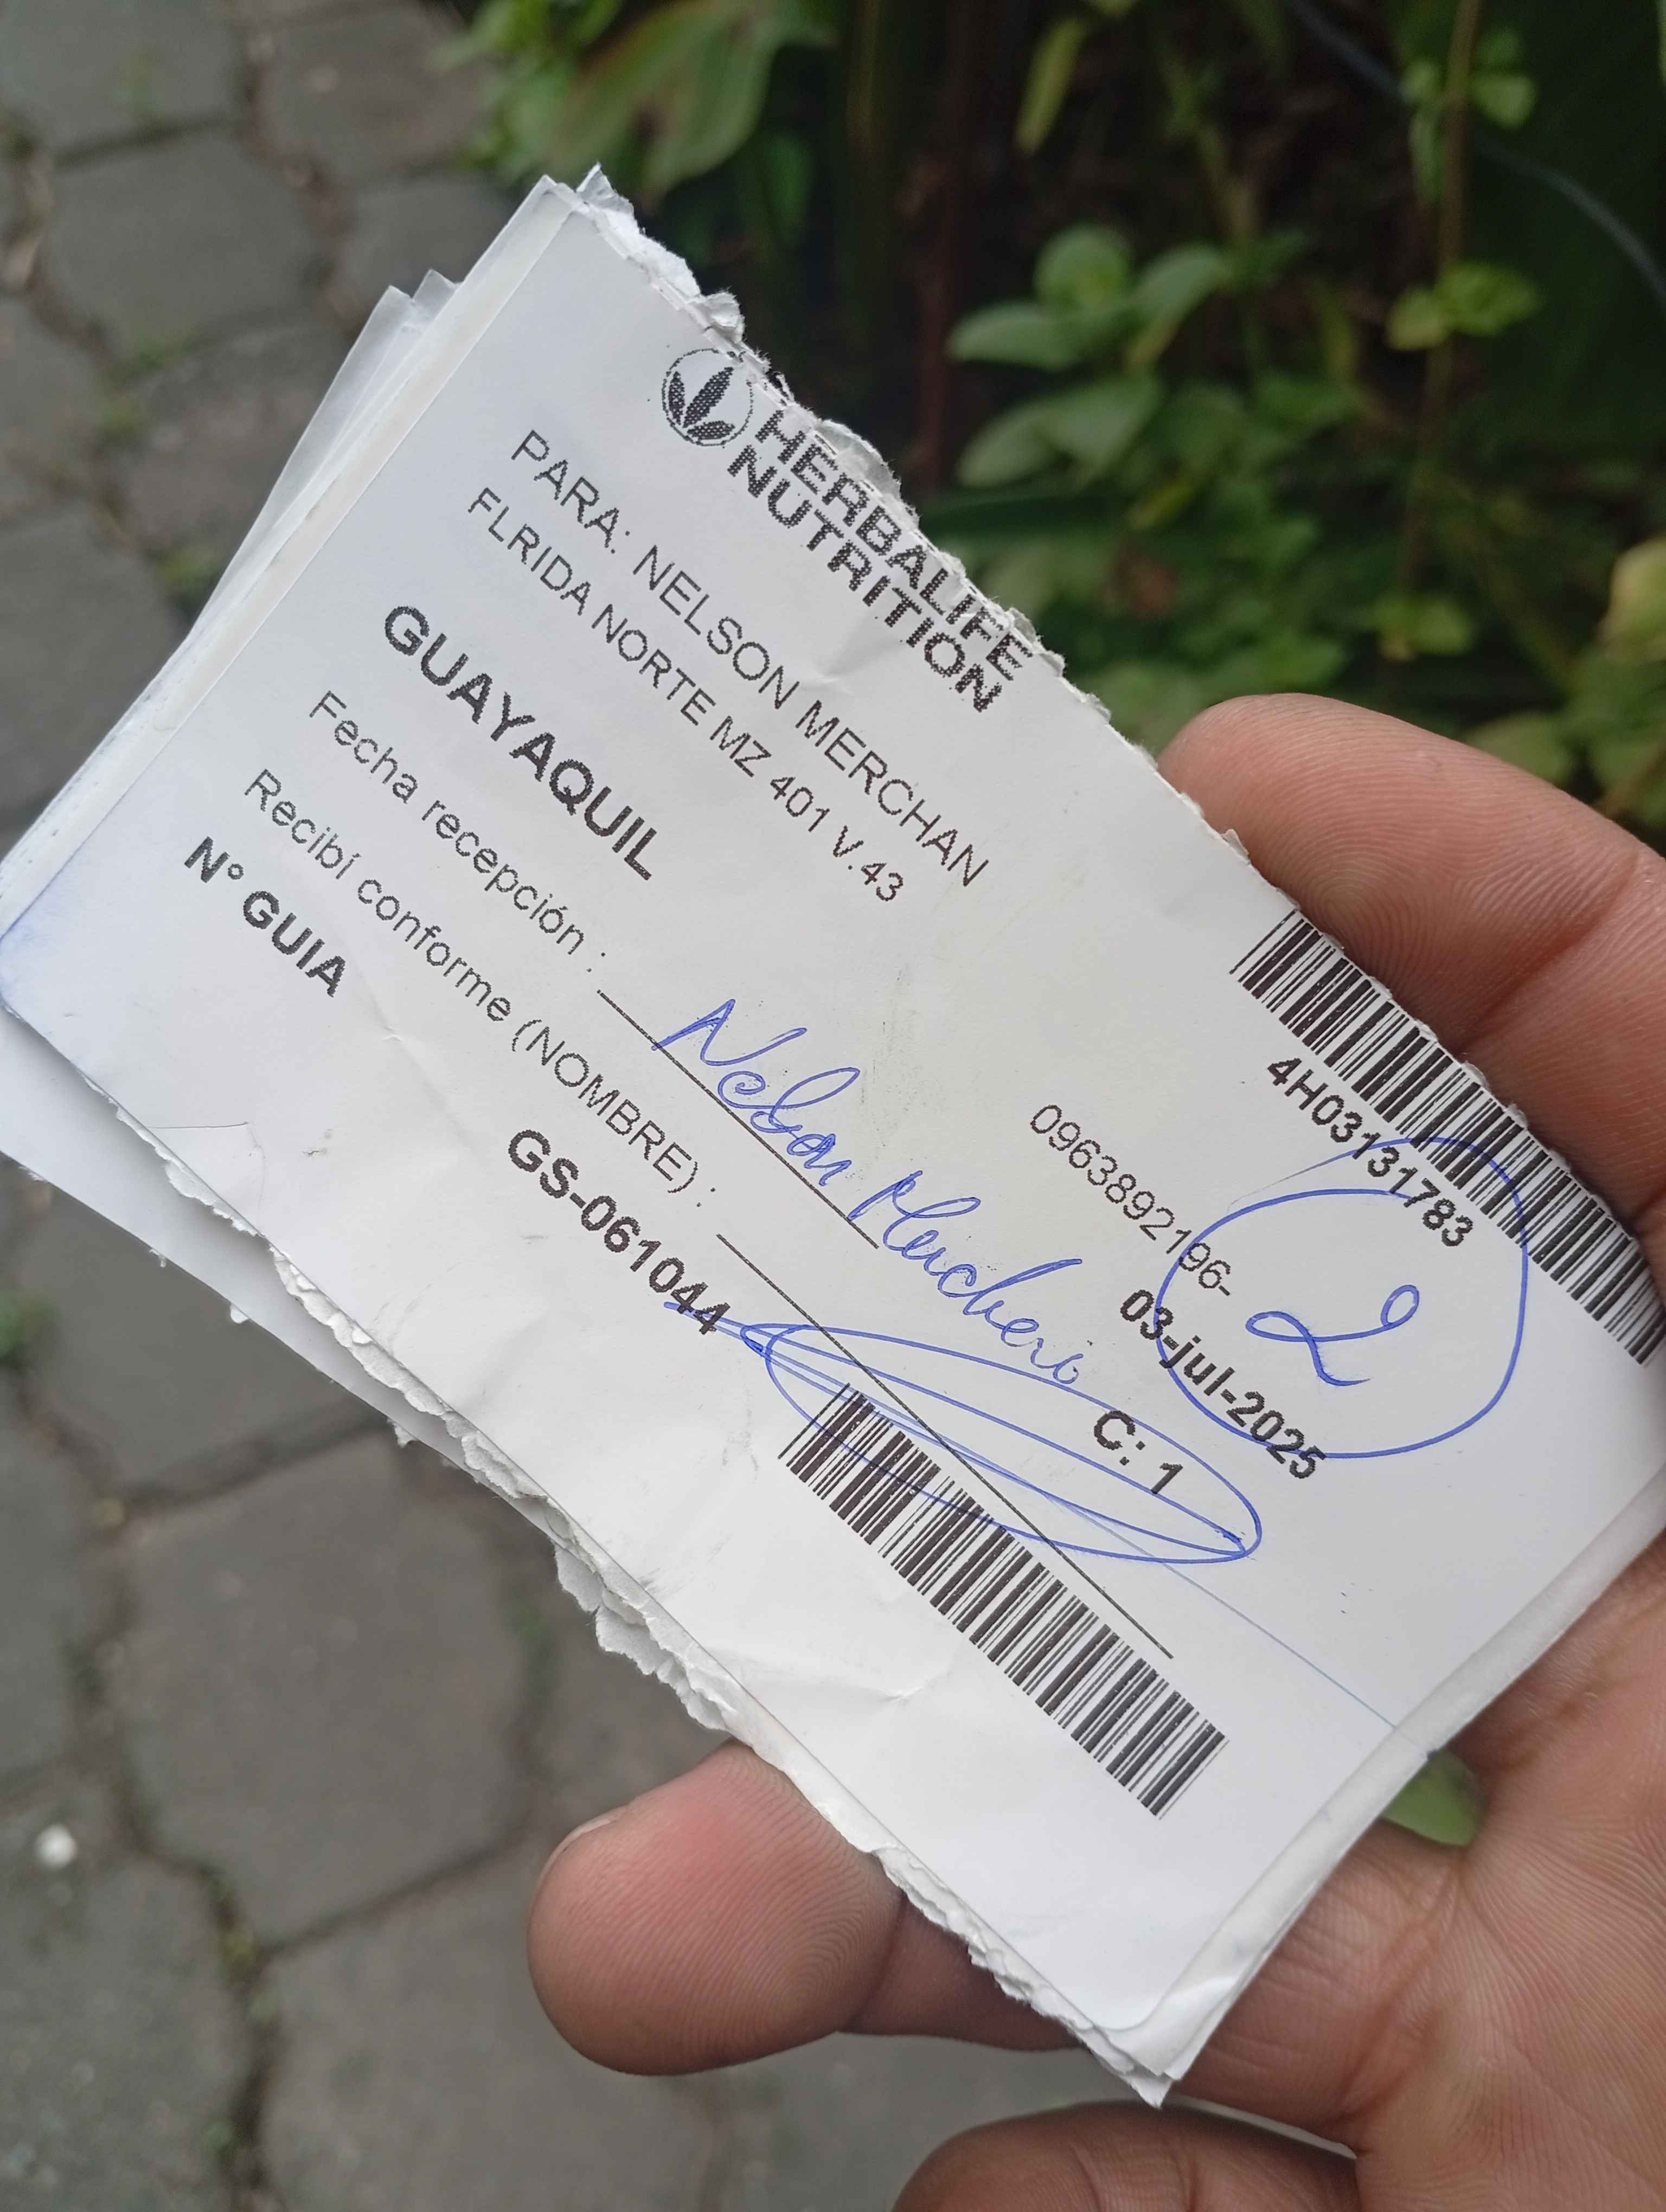 HERBALIFE
NUTRITION
4H03131783
PARA: NELSON MERCHAN
FLRIDA NORTE MZ 401 V.43
0963892196-
2
GUAYAQUIL
03-jul-2025
Fecha recepción :
Nelson
C: 1
Recibí conforme (NOMBRE) :
N° GUIA
GS-061044